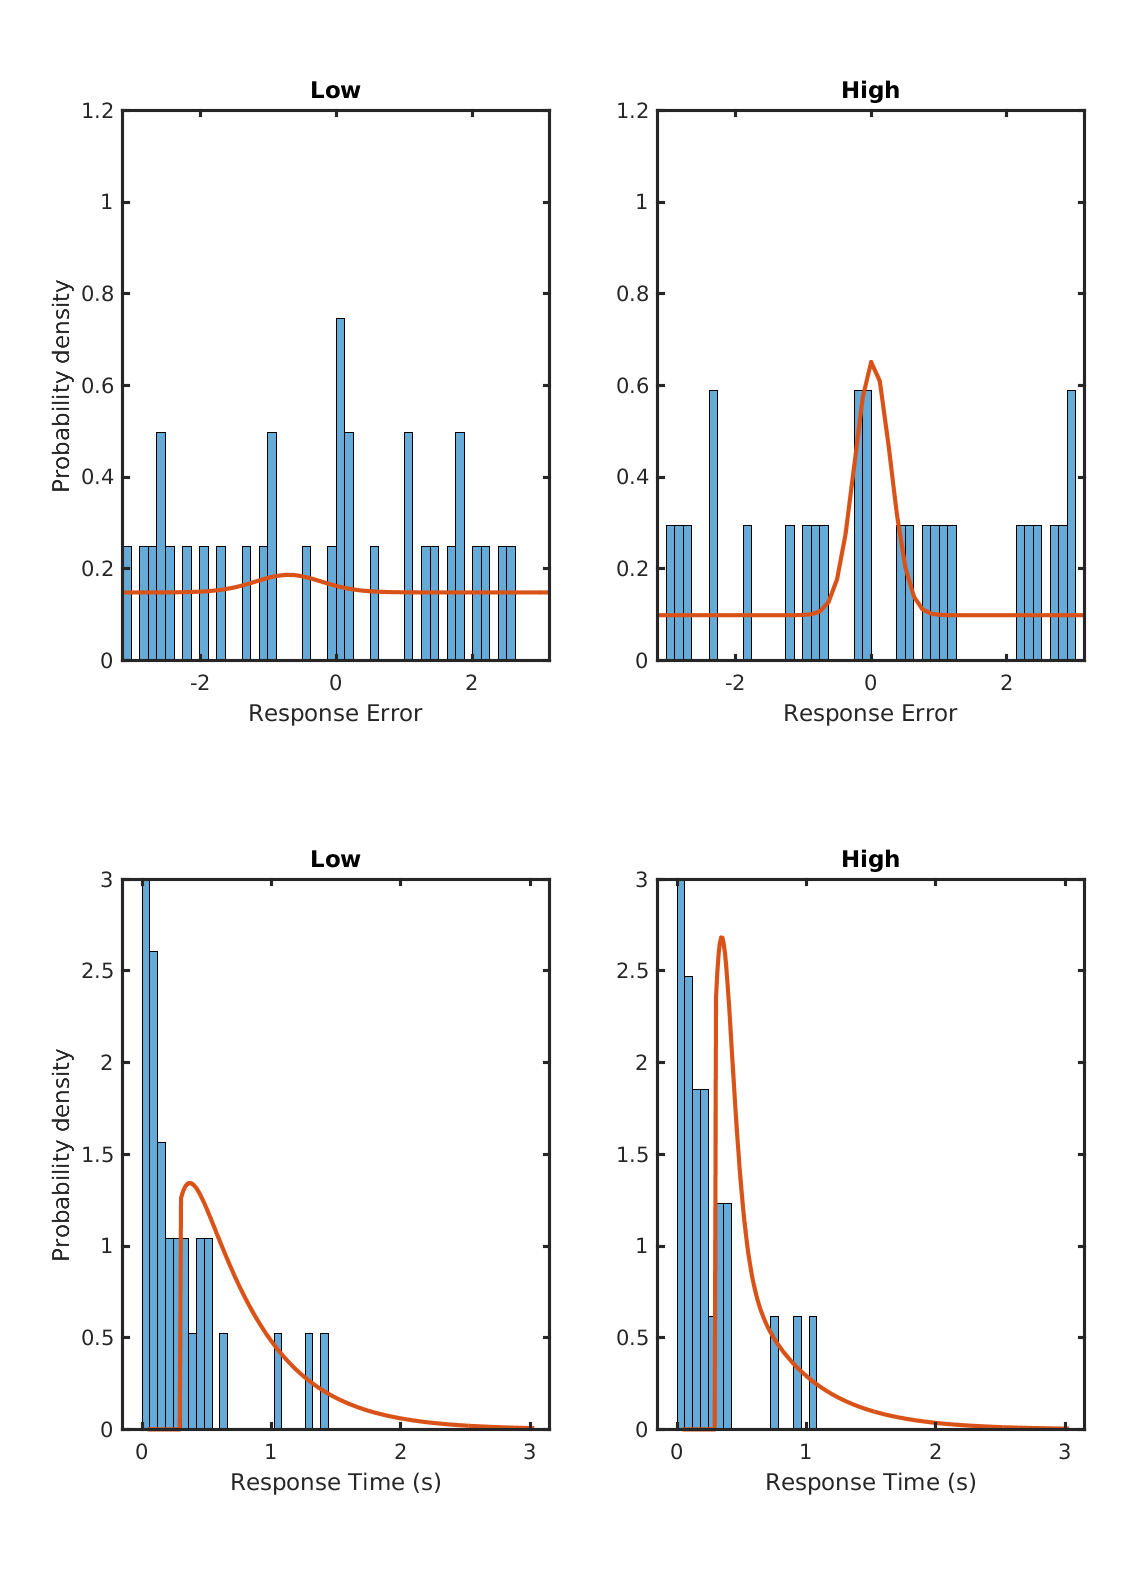 Low High
1.2 1.2
1 1
0.8 0.8
0.6 0.6
0.4 0.4
0.2 0.2
0 0
Probability density
-2 0 2 -2 0 2
Response Error Response Error
Low High
3 3
2.5 2.5
2 2
1.5 1.5
1 1
0.5 0.5
0 0
Probability density
0 1 2 3 0 1 2 3
Response Time (s) Response Time (s)